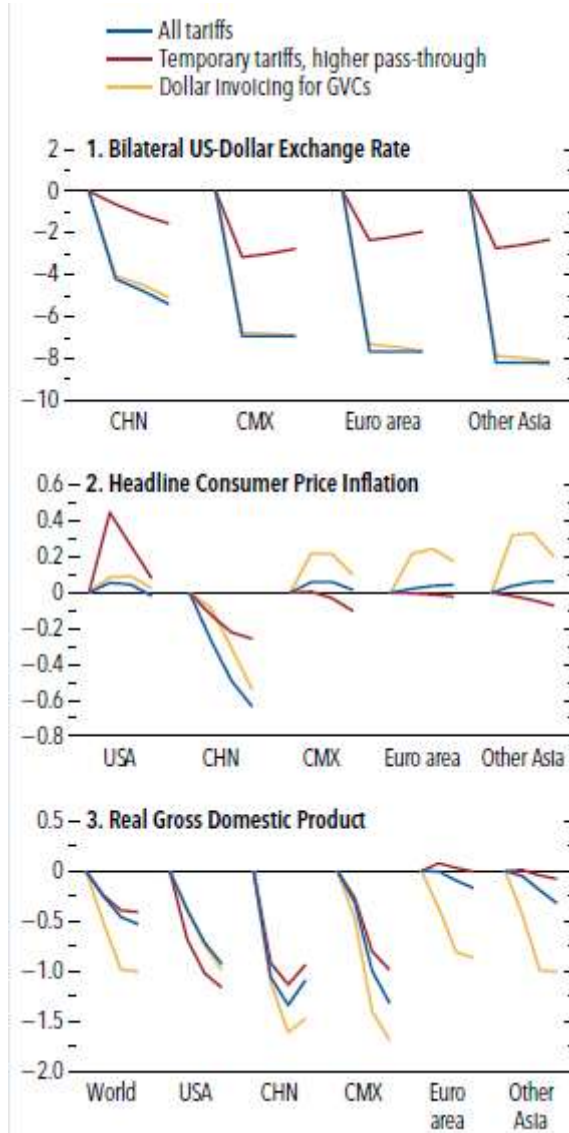 All tariffs
Temporary tariffs, higher pass-through
Dollar invoicing for GVCs
1. Bilateral US-Dollar Exchange Rate
2
0
−2
−4
−6
−8
−10
CHN CMX Euro area Other Asia
2. Headline Consumer Price Inflation
0.6
0.4
0.2
0
−0.2
−0.4
−0.6
−0.8
USA CHN CMX Euro area Other Asia
3. Real Gross Domestic Product
0.5
0
−0.5
−1.0
−1.5
−2.0
World USA CHN CMX Euro area Other Asia